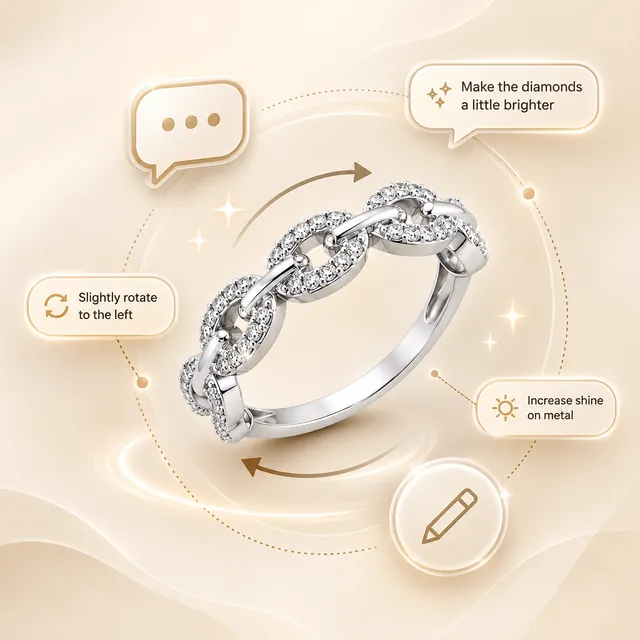 Make the diamonds
a little brighter
Slightly rotate
to the left
Increase shine
on metal